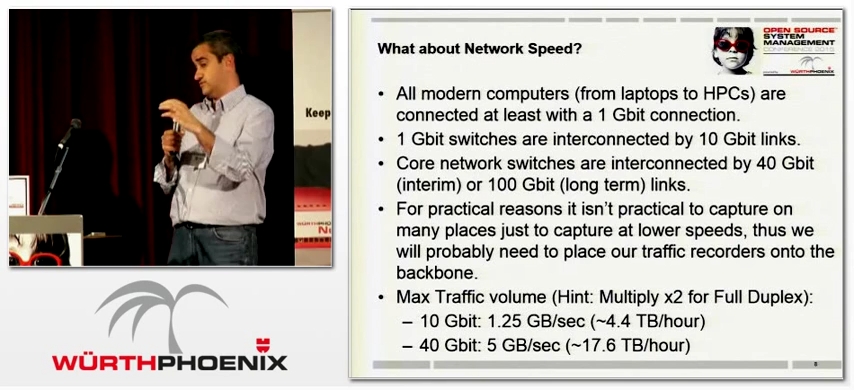 What about Network Speed?
OPEN SOURCE
SYSTEM
MANAGEMENT
CONFERENCE 2015
WÜRTHPHOENIX
• All modern computers (from laptops to HPCs) are
connected at least with a 1 Gbit connection.
• 1 Gbit switches are interconnected by 10 Gbit links.
• Core network switches are interconnected by 40 Gbit
(interim) or 100 Gbit (long term) links.
• For practical reasons it isn't practical to capture on
many places just to capture at lower speeds, thus we
will probably need to place our traffic recorders onto the
backbone.
• Max Traffic volume (Hint: Multiply x2 for Full Duplex):
– 10 Gbit: 1.25 GB/sec (~4.4 TB/hour)
– 40 Gbit: 5 GB/sec (~17.6 TB/hour)
Keep
WÜRTHPHOENIX